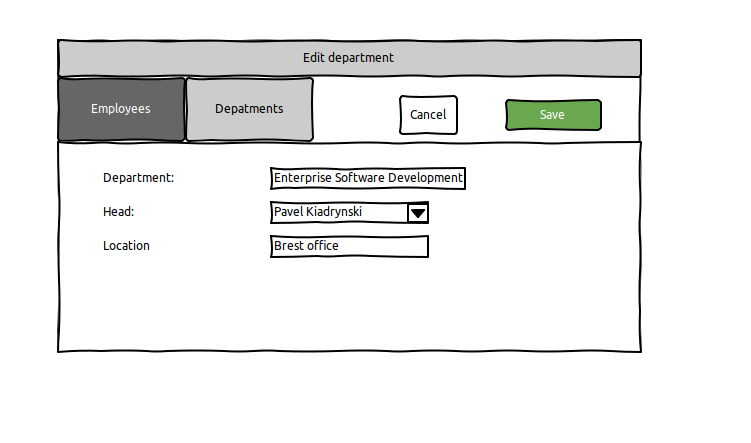 Edit department
Employees
Depatments
Cancel
Save
Department:
Enterprise Software Development
Head:
Pavel Kiadrynski
Location
Brest office